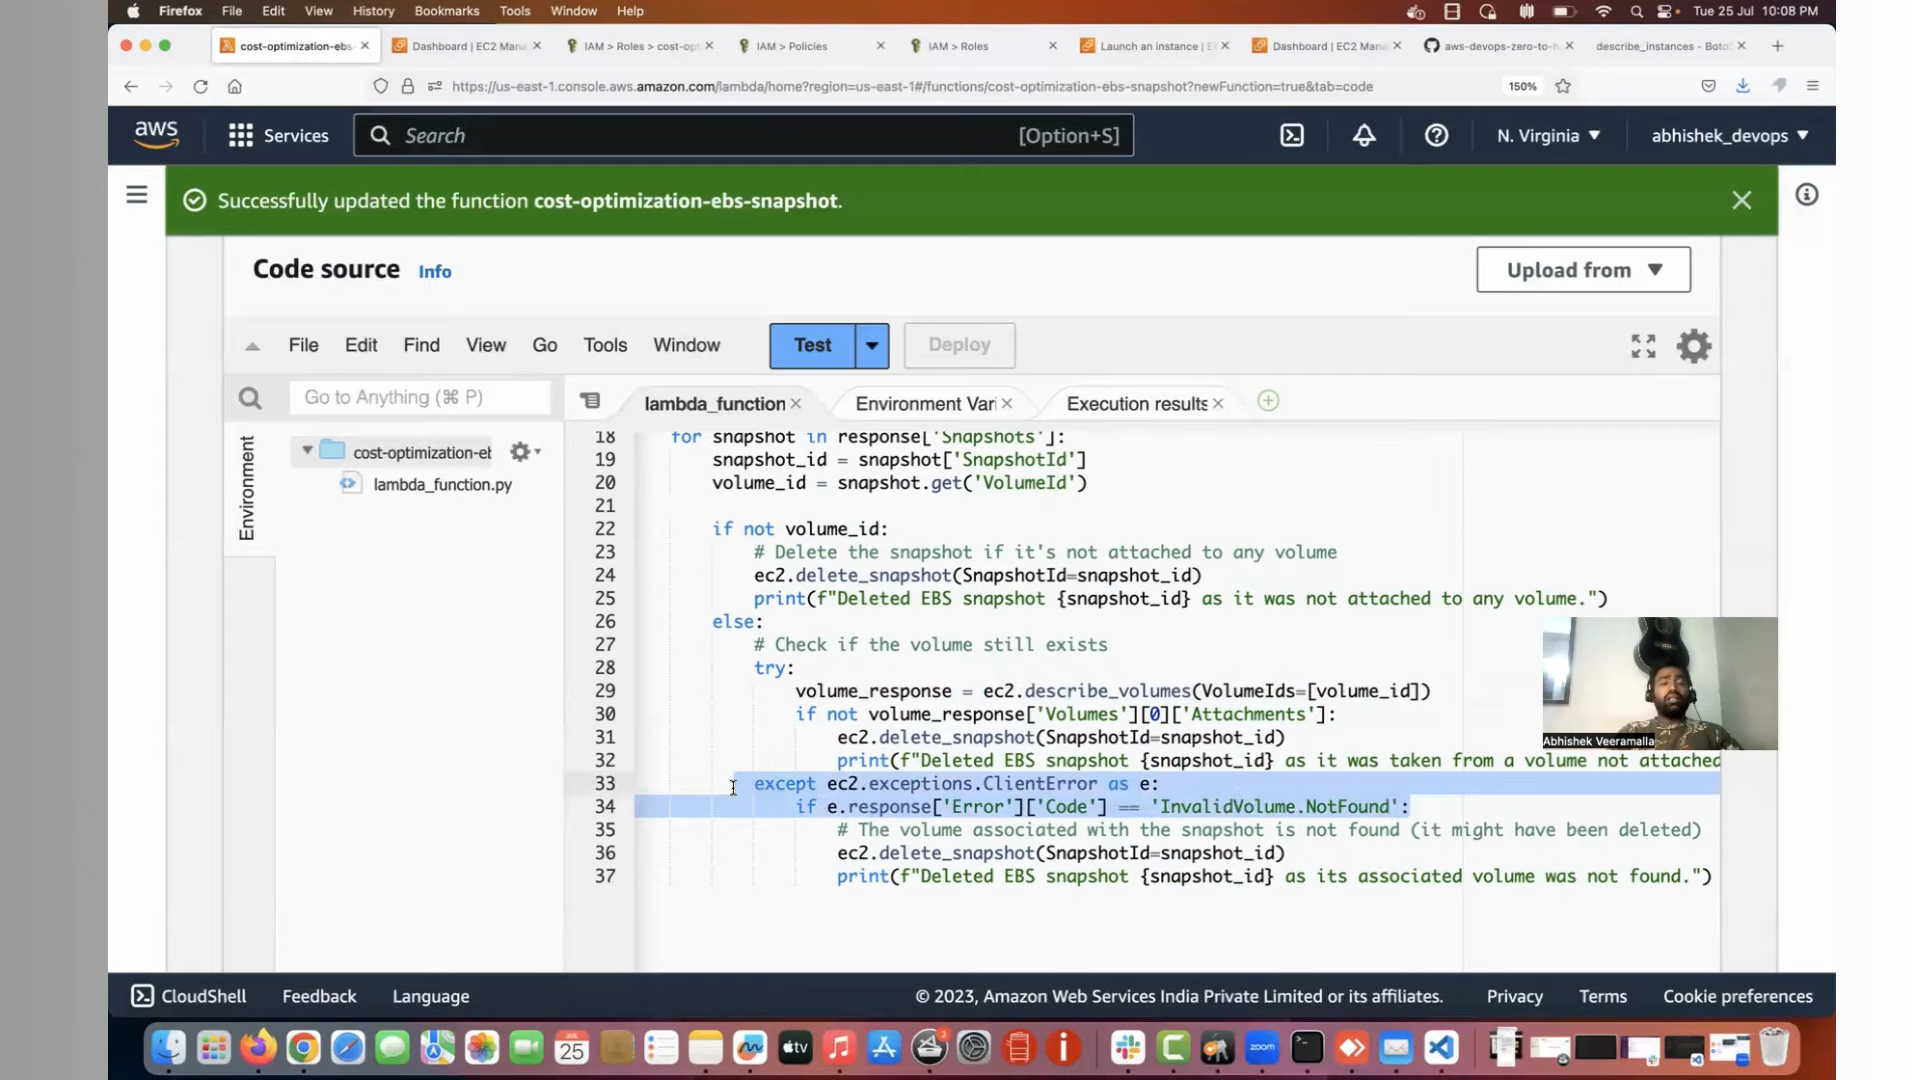 Firefox File Edit View History Bookmarks Tools Window Help
3 Tue 25 Jul 10:08 PM
cost-optimization-ebs- Dashboard | EC2 Mana IAM > Roles > cost-op IAM > Policies IAM > Roles Launch an instance | E Dashboard | EC2 Mana aws-devops-zero-to-h describe_instances - Boto
https://us-east-1.console.aws.amazon.com/lambda/home?region=us-east-1#/functions/cost-optimization-ebs-snapshot?newFunction=true&tab=code 150%
aws Services Search [Option+S] N. Virginia abhishek_devops
Successfully updated the function cost-optimization-ebs-snapshot.
Code source Info Upload from
File Edit Find View Go Tools Window Test Deploy
Go to Anything (⌘ P) lambda_function Environment Vari Execution results
Environment
cost-optimization-et
lambda_function.py
18 for snapshot in response['Snapshots']:
19 snapshot_id = snapshot['SnapshotId']
20 volume_id = snapshot.get('VolumeId')
21
22 if not volume_id:
23 # Delete the snapshot if it's not attached to any volume
24 ec2.delete_snapshot(SnapshotId=snapshot_id)
25 print(f"Deleted EBS snapshot {snapshot_id} as it was not attached to any volume.")
26 else:
27 # Check if the volume still exists
28 try:
29 volume_response = ec2.describe_volumes(VolumeIds=[volume_id])
30 if not volume_response['Volumes'][0]['Attachments']:
31 ec2.delete_snapshot(SnapshotId=snapshot_id)
32 print(f"Deleted EBS snapshot {snapshot_id} as it was taken from a volume not attached
33 except ec2.exceptions.ClientError as e:
34 if e.response['Error']['Code'] == 'InvalidVolume.NotFound':
35 # The volume associated with the snapshot is not found (it might have been deleted)
36 ec2.delete_snapshot(SnapshotId=snapshot_id)
37 print(f"Deleted EBS snapshot {snapshot_id} as its associated volume was not found.")
Abhishek Veeramalla
CloudShell Feedback Language © 2023, Amazon Web Services India Private Limited or its affiliates. Privacy Terms Cookie preferences
JUL
25
tv
3
zoom